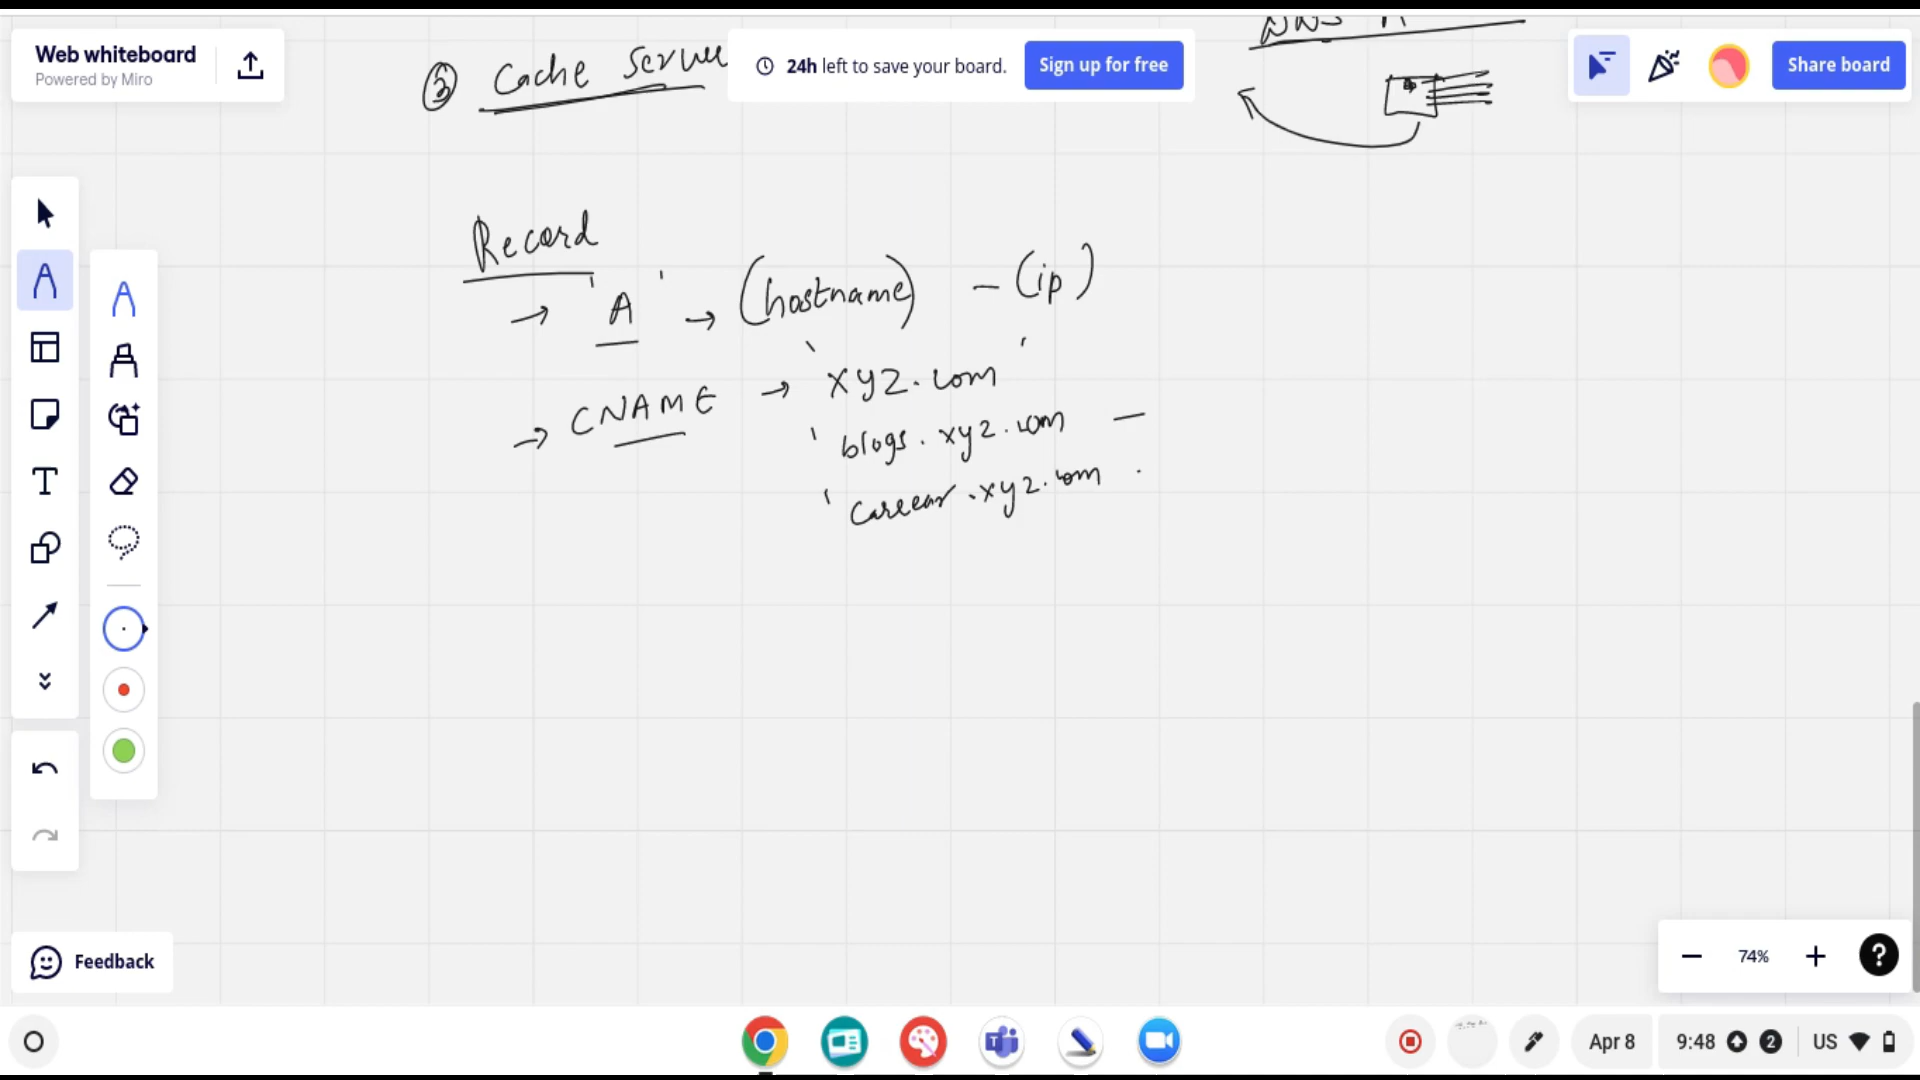 Web whiteboard
Powered by Miro
③ Cache Server
24h left to save your board.
Sign up for free
Share board
Record
→ 'A' → (hostname) - (ip)
→ CNAME → 'xyz.com'
' blogs.xyz.com -
' career.xyz.com
Feedback
74%
Apr 8
9:48
2
US